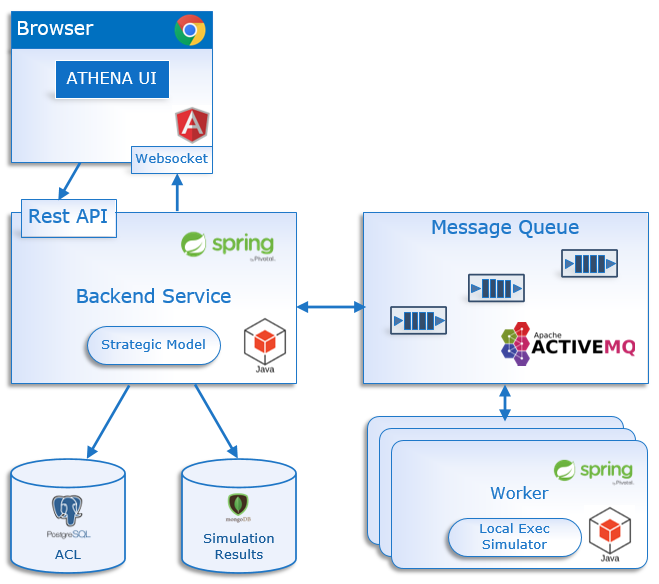 Browser
ATHENA UI
Websocket
Rest API
spring
by Pivotal.
Backend Service
Strategic Model
Java
Message Queue
Apache
ACTIVEMQ
PostgreSQL
ACL
mongoDB
Simulation
Results
spring
by Pivotal.
Worker
Local Exec
Simulator
Java